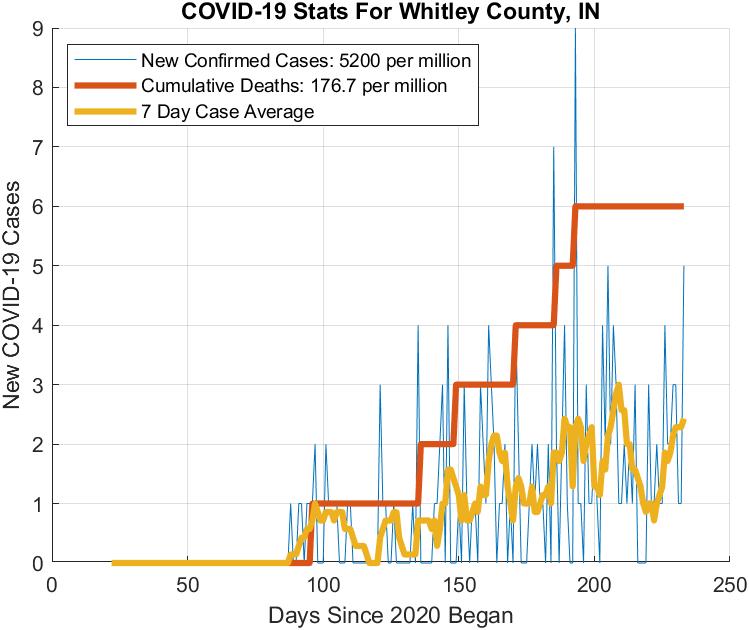 COVID-19 Stats For Whitley County, IN
New Confirmed Cases: 5200 per million
Cumulative Deaths: 176.7 per million
7 Day Case Average
New COVID-19 Cases
9
8
7
6
5
4
3
2
1
0
0 50 100 150 200 250
Days Since 2020 Began